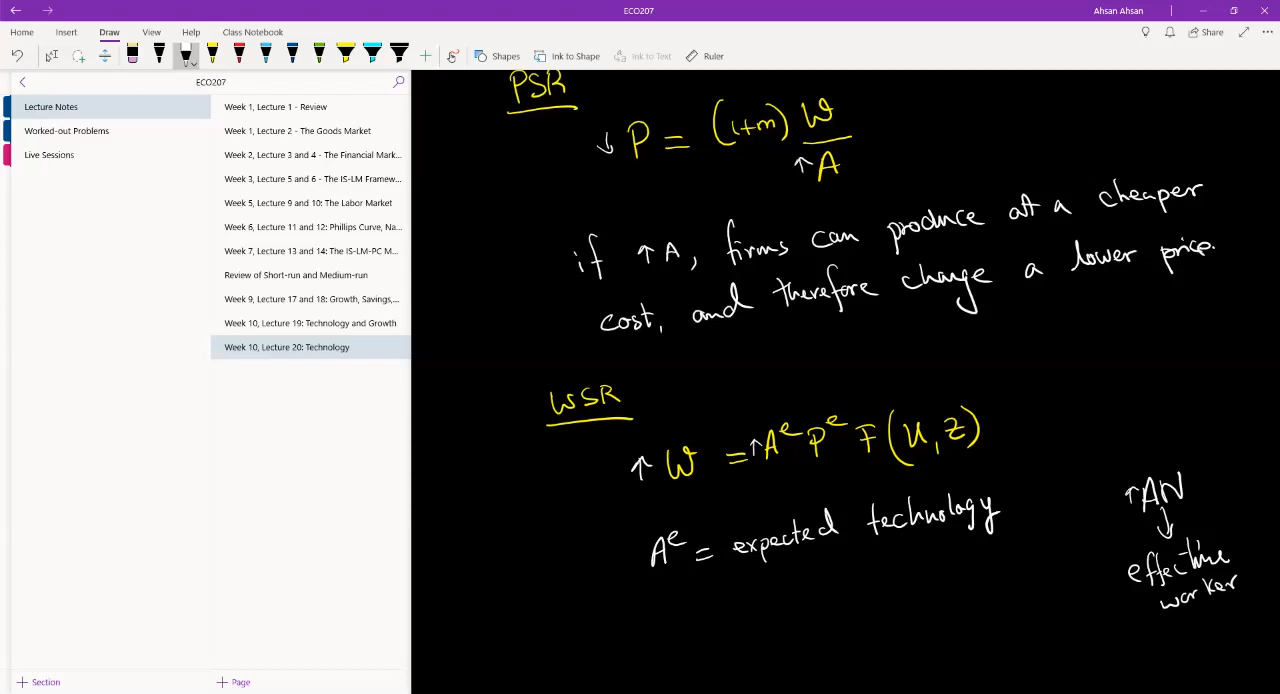 ECO207
Ahsan Ahsan
Home Insert Draw View Help Class Notebook
Share
Shapes Ink to Shape Ink to Text Ruler
ECO207
Lecture Notes
Worked-out Problems
Live Sessions
Week 1, Lecture 1 - Review
Week 1, Lecture 2 - The Goods Market
Week 2, Lecture 3 and 4 - The Financial Mark...
Week 3, Lecture 5 and 6 - The IS-LM Framew...
Week 5, Lecture 9 and 10: The Labor Market
Week 6, Lecture 11 and 12: Phillips Curve, Na...
Week 7, Lecture 13 and 14: The IS-LM-PC M...
Review of Short-run and Medium-run
Week 9, Lecture 17 and 18: Growth, Savings,...
Week 10, Lecture 19: Technology and Growth
Week 10, Lecture 20: Technology
+ Section
+ Page
PSR
↓ P = (1+m) W
↑ A
if ↑ A, firms can produce at a cheaper
cost, and therefore change a lower price.
WSR
↑ W = ↑ Aᵉ Pᵉ F(u, z)
Aᵉ = expected technology
↑ AN
↓
effective
worker